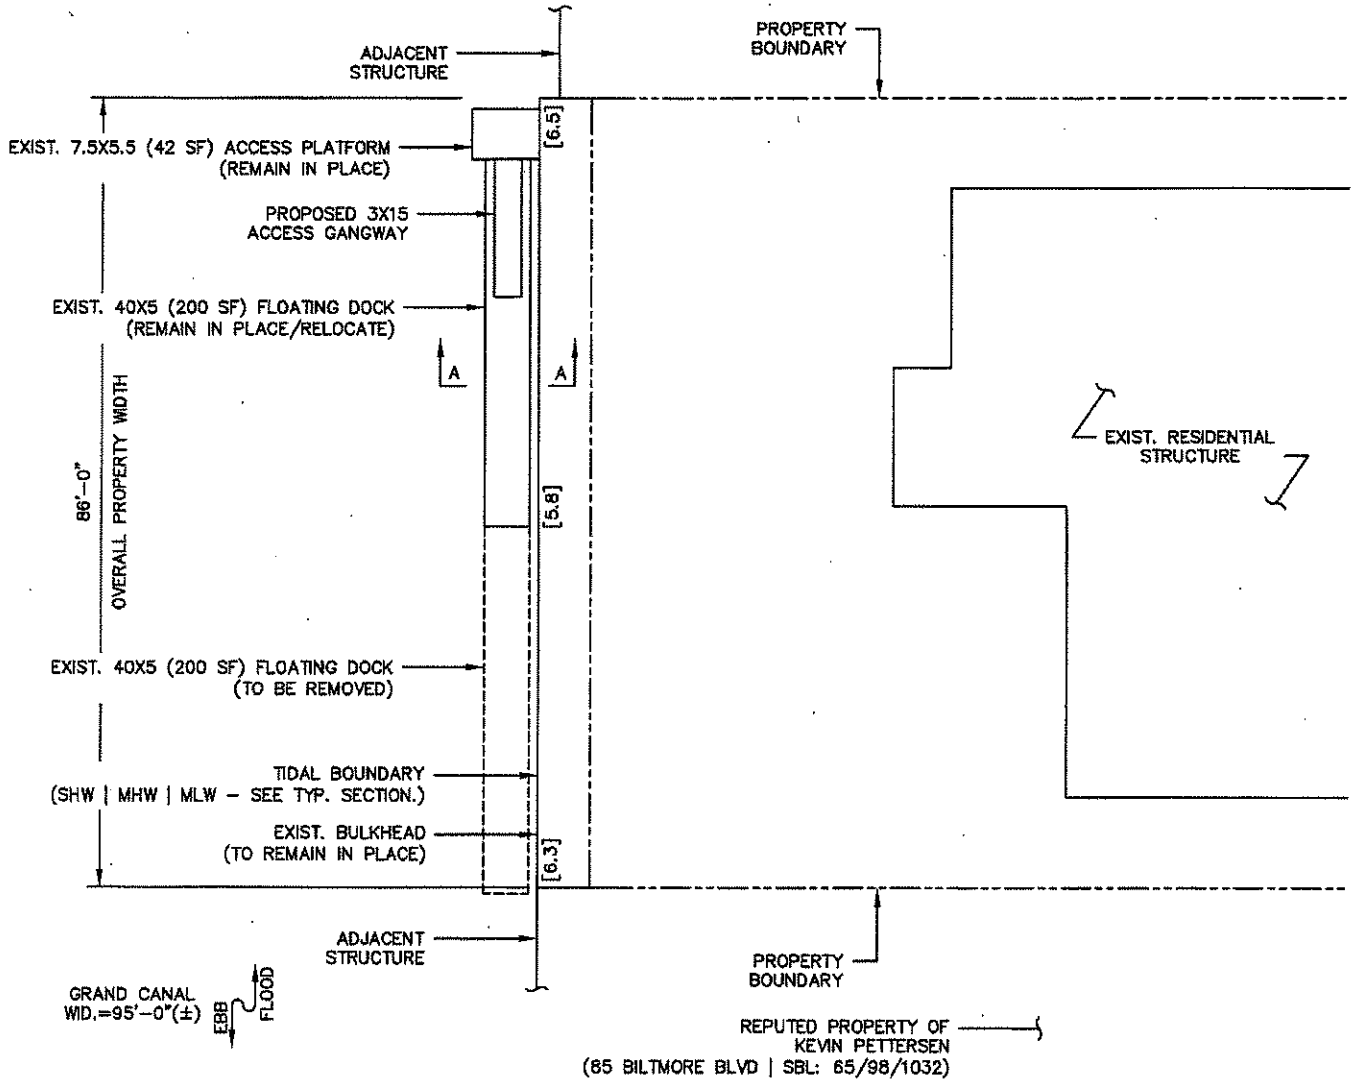 PROPERTY
BOUNDARY
ADJACENT
STRUCTURE
[6.5]
EXIST. 7.5X5.5 (42 SF) ACCESS PLATFORM
(REMAIN IN PLACE)
PROPOSED 3X15
ACCESS GANGWAY
EXIST. 40X5 (200 SF) FLOATING DOCK
(REMAIN IN PLACE/RELOCATE)
A
A
86'-0"
OVERALL PROPERTY WIDTH
EXIST. RESIDENTIAL
STRUCTURE
[5.8]
EXIST. 40X5 (200 SF) FLOATING DOCK
(TO BE REMOVED)
TIDAL BOUNDARY
(SHW | MHW | MLW - SEE TYP. SECTION.)
EXIST. BULKHEAD
(TO REMAIN IN PLACE)
[6.3]
ADJACENT
STRUCTURE
PROPERTY
BOUNDARY
GRAND CANAL
WID.=95'-0"(±)
EBB
FLOOD
REPUTED PROPERTY OF
KEVIN PETTERSEN
(85 BILTMORE BLVD | SBL: 65/98/1032)